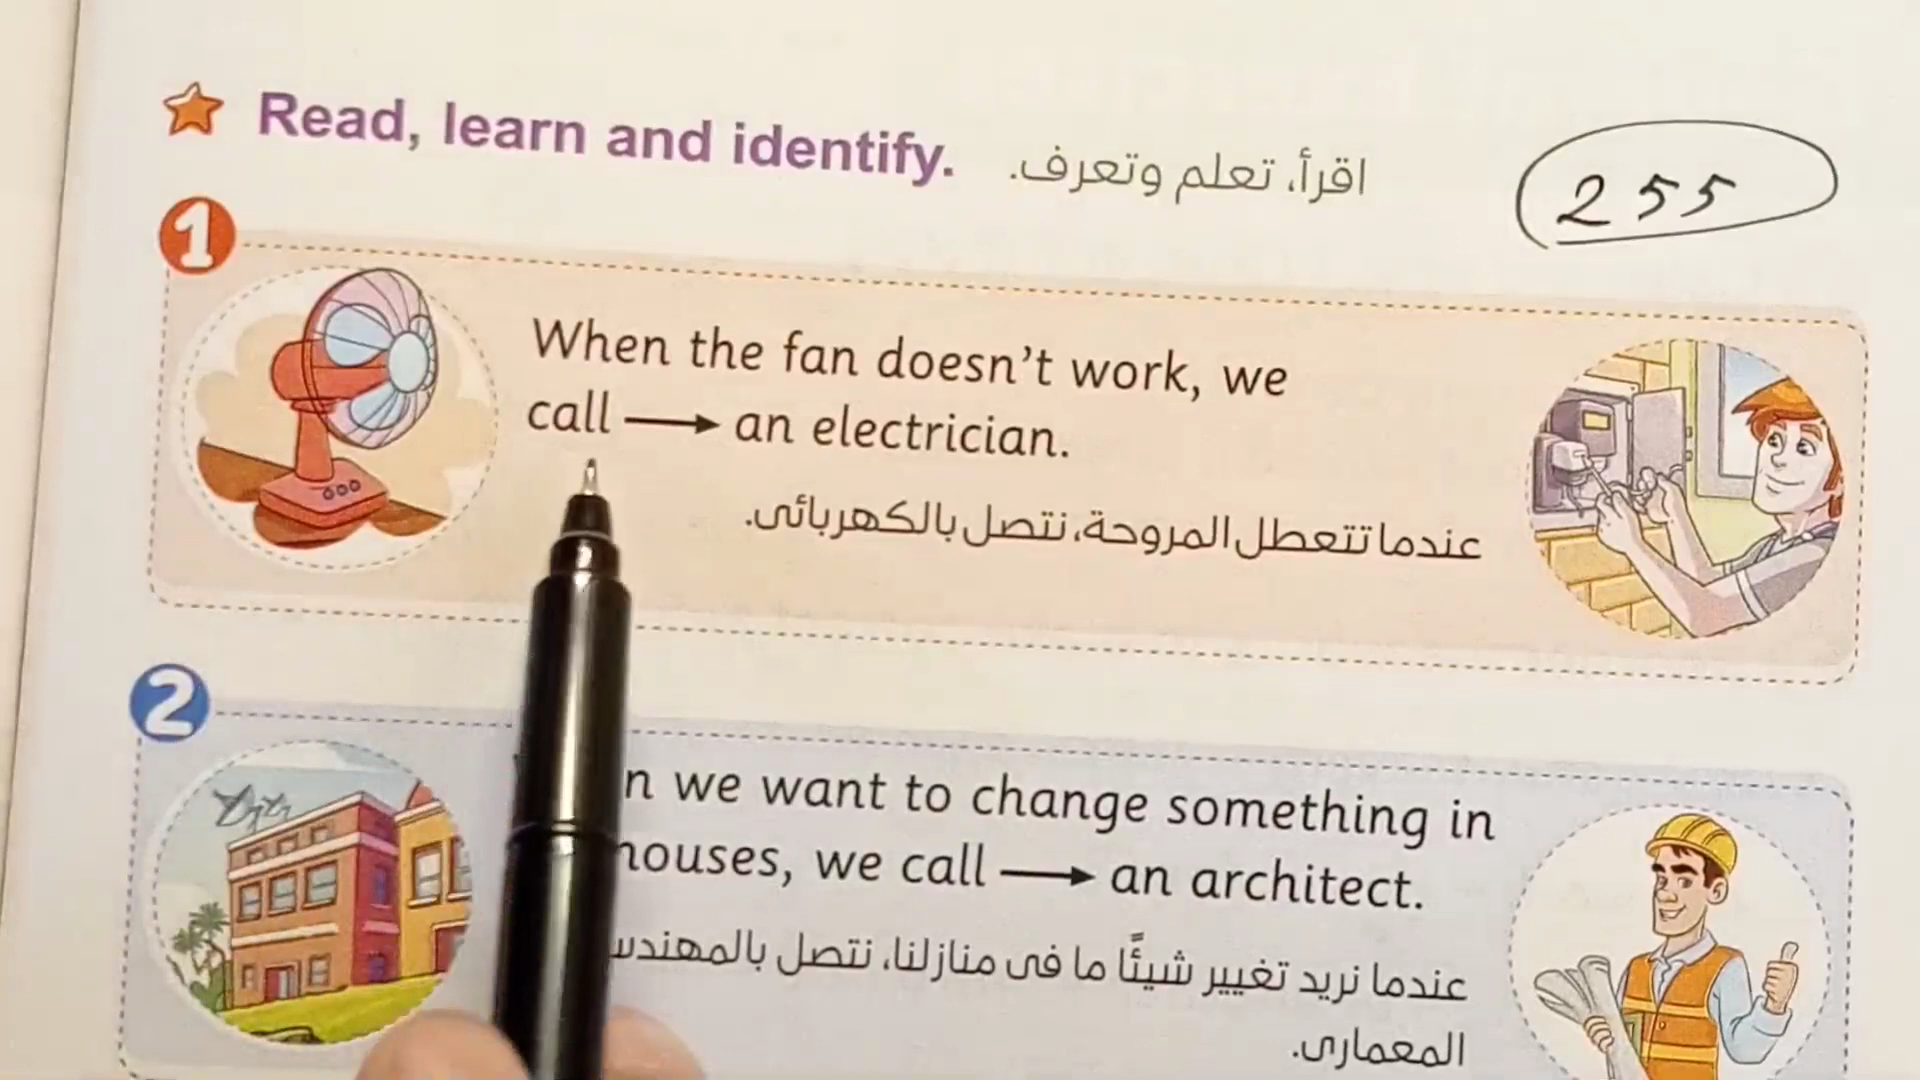 Read, learn and identify. اقرأ، تعلم وتعرف.
255
1
When the fan doesn't work, we
call → an electrician.
عندما تتعطل المروحة، نتصل بالكهربائى.
2
we want to change something in
houses, we call → an architect.
عندما نريد تغيير شيئًا ما فى منازلنا، نتصل
المعمارى.